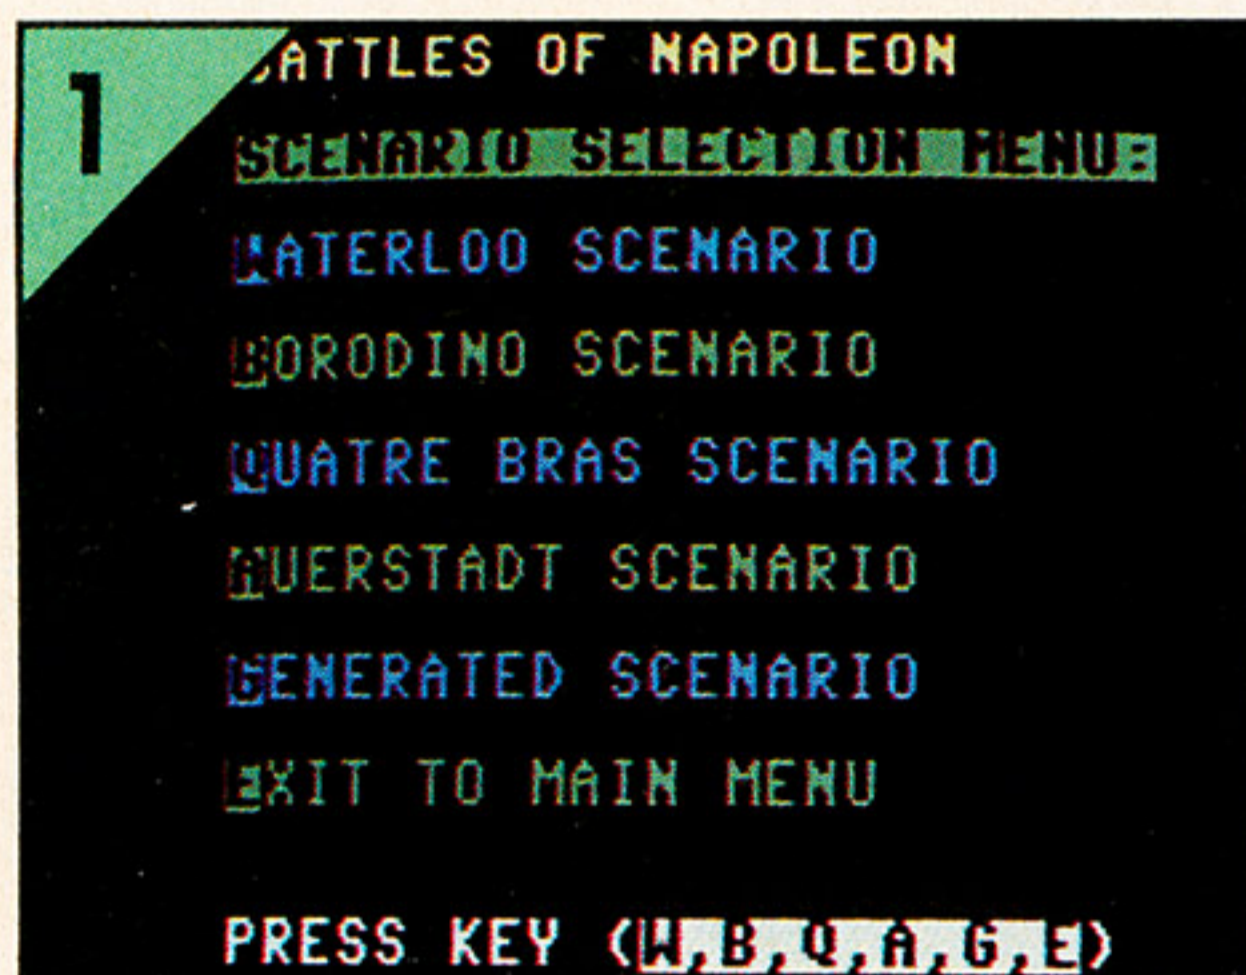 1
BATTLES OF NAPOLEON
SCENARIO SELECTION MENU:
WATERLOO SCENARIO
BORODINO SCENARIO
QUATRE BRAS SCENARIO
AUERSTADT SCENARIO
GENERATED SCENARIO
EXIT TO MAIN MENU
PRESS KEY (W,B,Q,A,G,E)